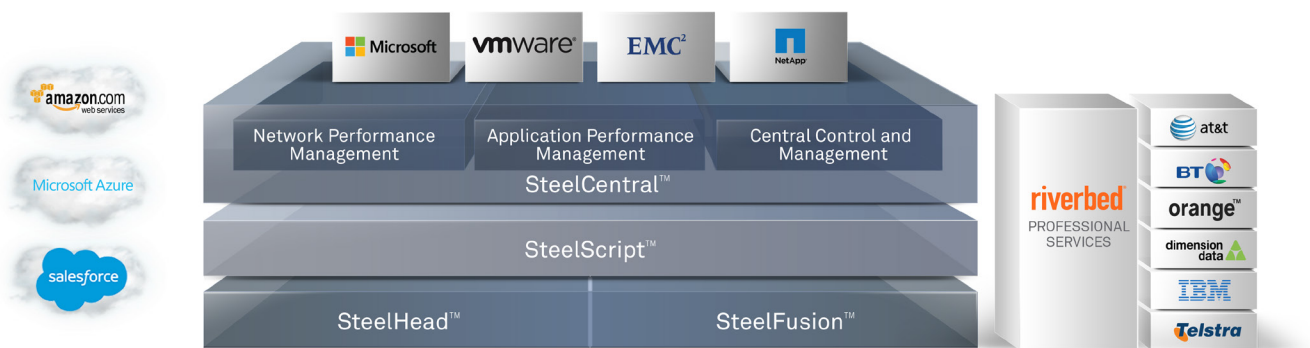 amazon.com
web services
Microsoft Azure
salesforce
Microsoft
vmware®
EMC²
NetApp
Network Performance
Management
Application Performance
Management
Central Control and
Management
SteelCentral™
SteelScript™
SteelHead™
SteelFusion™
riverbed®
PROFESSIONAL
SERVICES
at&t
BT
orange™
dimension
data
IBM
Telstra